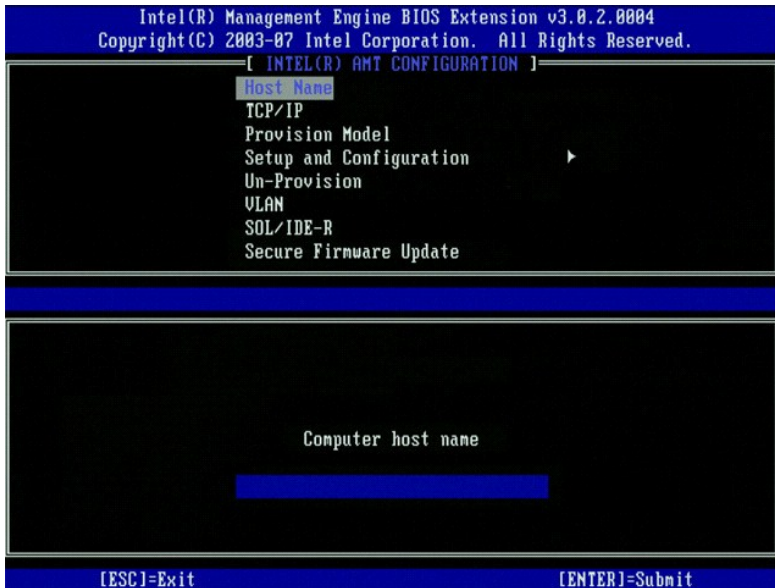 Intel(R) Management Engine BIOS Extension v3.0.2.0004
Copyright(C) 2003-07 Intel Corporation. All Rights Reserved.
[ INTEL(R) AMT CONFIGURATION ]
Host Name
TCP/IP
Provision Model
Setup and Configuration
Un-Provision
VLAN
SOL/IDE-R
Secure Firmware Update
Computer host name
[ESC]=Exit [ENTER]=Submit